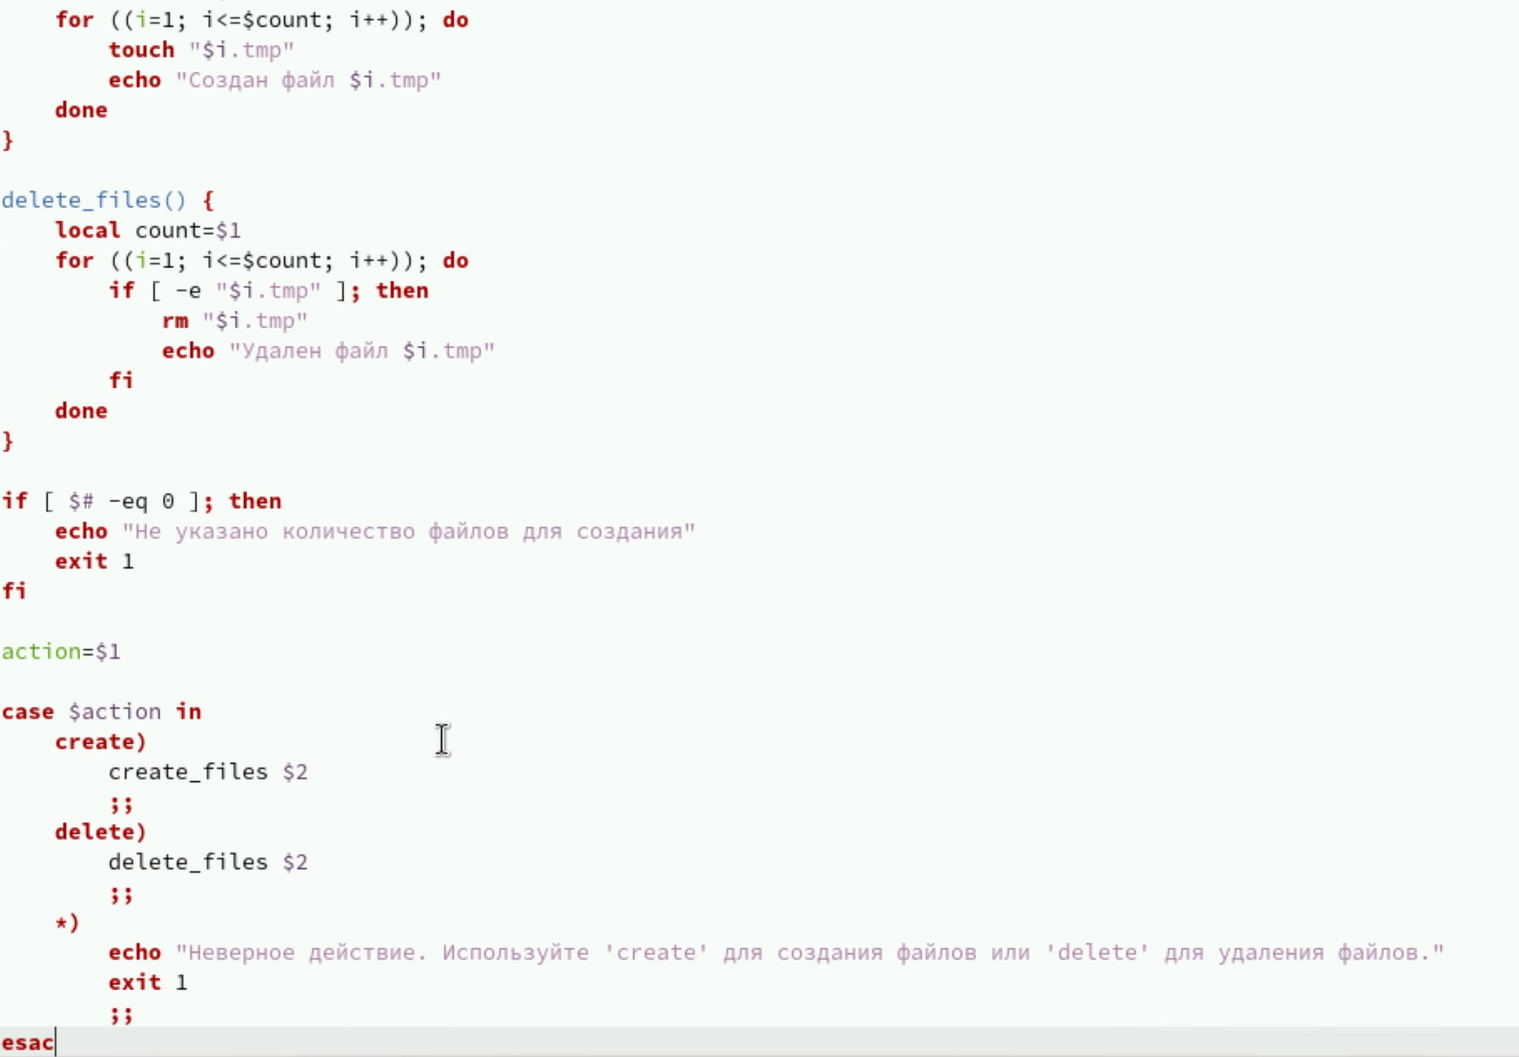 for ((i=1; i<=$count; i++)); do
        touch "$i.tmp"
        echo "Создан файл $i.tmp"
    done
}

delete_files() {
    local count=$1
    for ((i=1; i<=$count; i++)); do
        if [ -e "$i.tmp" ]; then
            rm "$i.tmp"
            echo "Удален файл $i.tmp"
        fi
    done
}

if [ $# -eq 0 ]; then
    echo "Не указано количество файлов для создания"
    exit 1
fi

action=$1

case $action in
    create)
        create_files $2
        ;;
    delete)
        delete_files $2
        ;;
    *)
        echo "Неверное действие. Используйте 'create' для создания файлов или 'delete' для удаления файлов."
        exit 1
        ;;
esac